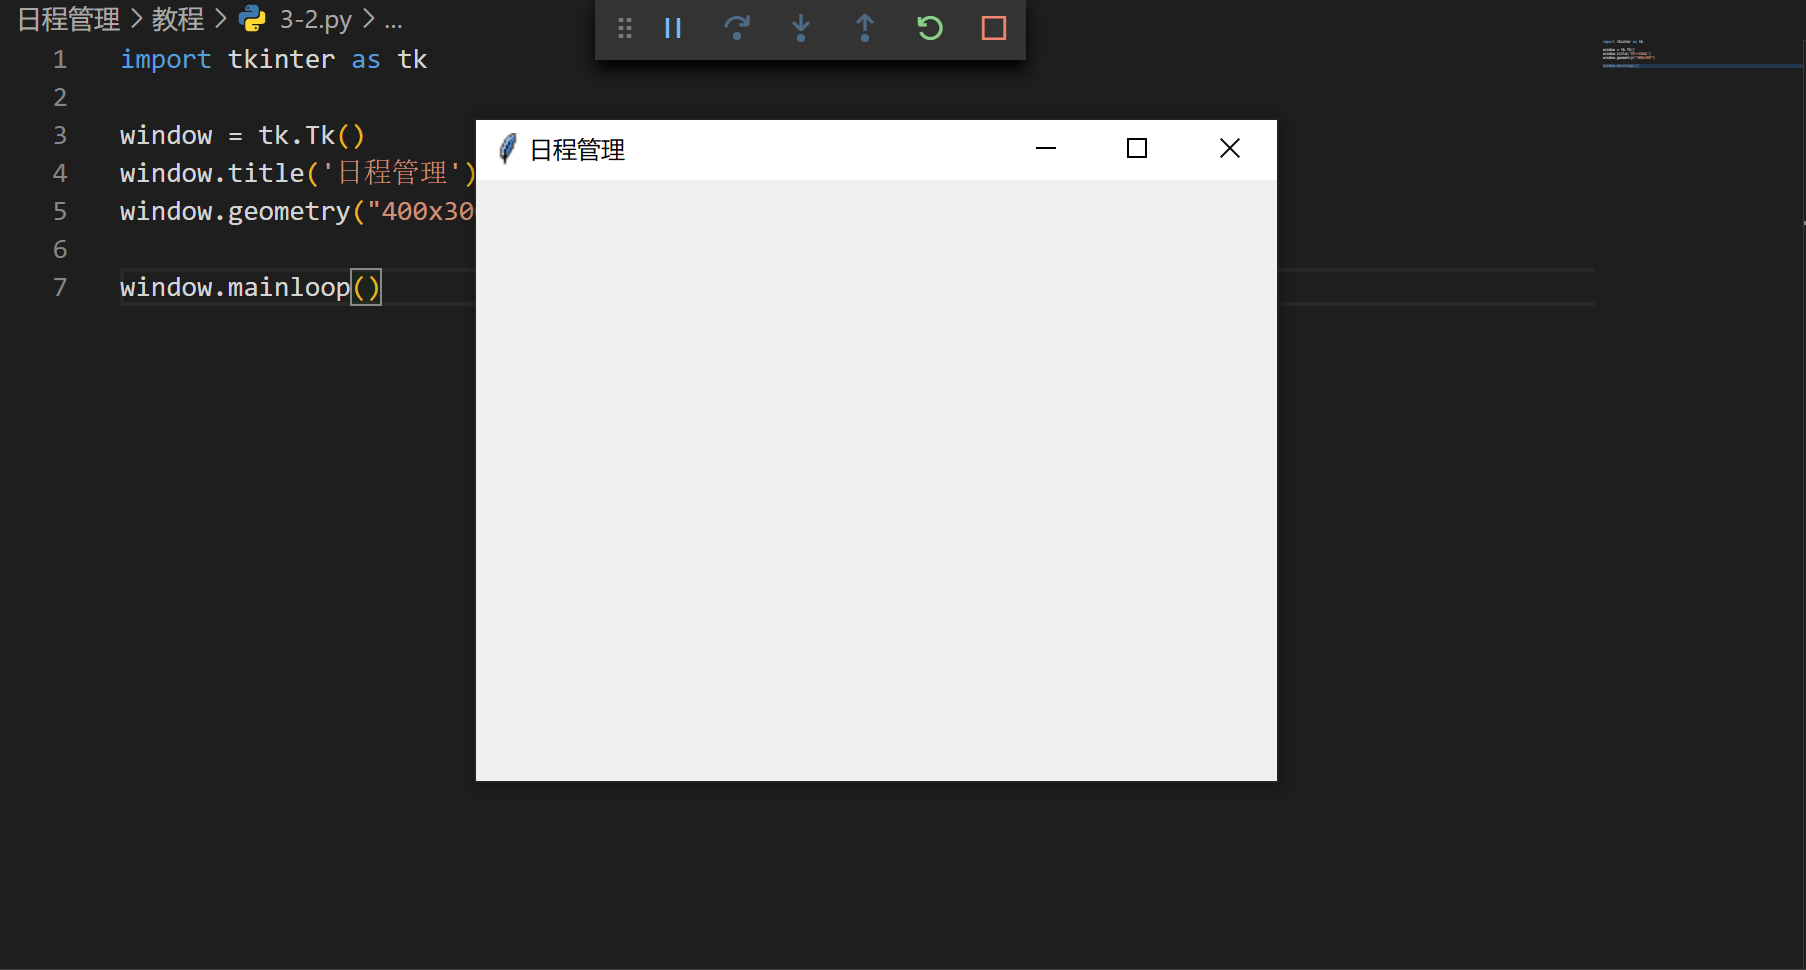 日程管理 > 教程 > 3-2.py > ...
1 import tkinter as tk
2
3 window = tk.Tk()
4 window.title('日程管理')
5 window.geometry("400x30
6
7 window.mainloop()
日程管理